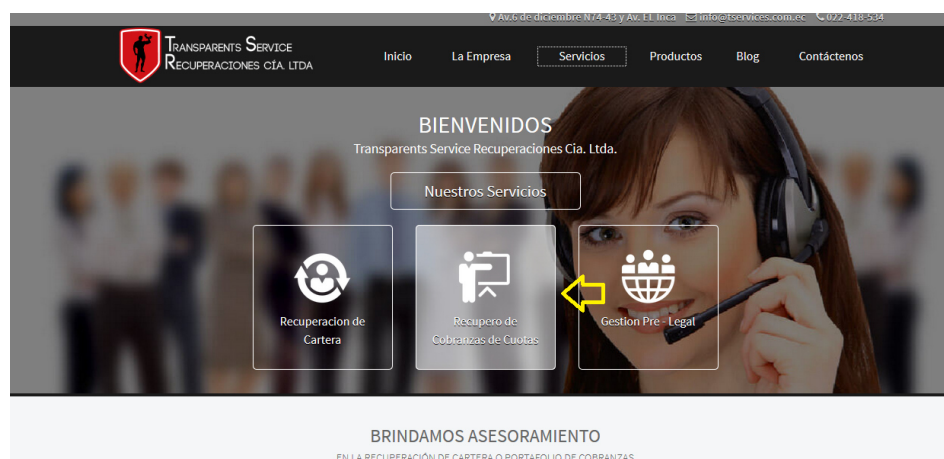 Av.6 de diciembre N74-43 y Av. EL Inca info@tservices.com.ec 022-418-534
TRANSPARENTS SERVICE
RECUPERACIONES CÍA. LTDA
Inicio La Empresa Servicios Productos Blog Contáctenos
BIENVENIDOS
Transparents Service Recuperaciones Cia. Ltda.
Nuestros Servicios
Recuperacion de
Cartera
Recupero de
Cobranzas de Cuotas
Gestion Pre - Legal
BRINDAMOS ASESORAMIENTO
EN LA RECUPERACIÓN DE CARTERA O PORTAFOLIO DE COBRANZAS